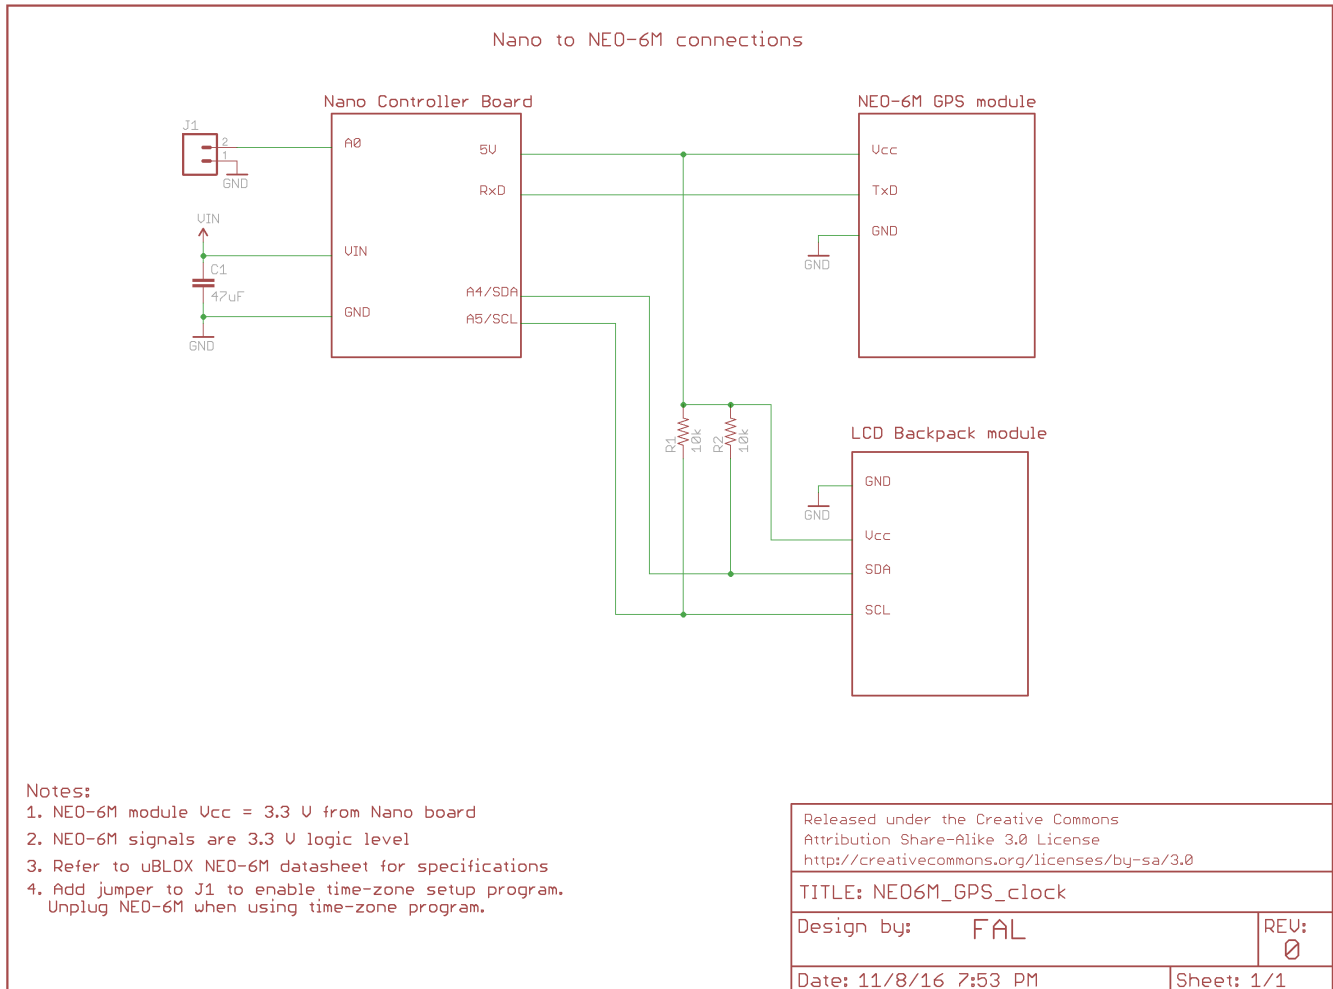 Nano to NEO-6M connections
Nano Controller Board
NEO-6M GPS module
J1
2
1
GND
A0
5V
RxD
Vcc
TxD
GND
GND
VIN
VIN
C1
47uF
GND
GND
A4/SDA
A5/SCL
R1
10k
R2
10k
LCD Backpack module
GND
GND
Vcc
SDA
SCL
Notes:
1. NEO-6M module Vcc = 3.3 V from Nano board
2. NEO-6M signals are 3.3 V logic level
3. Refer to uBLOX NEO-6M datasheet for specifications
4. Add jumper to J1 to enable time-zone setup program.
Unplug NEO-6M when using time-zone program.
Released under the Creative Commons
Attribution Share-Alike 3.0 License
http://creativecommons.org/licenses/by-sa/3.0
TITLE: NEO6M_GPS_clock
Design by: FAL
REV:
0
Date: 11/8/16 7:53 PM
Sheet: 1/1